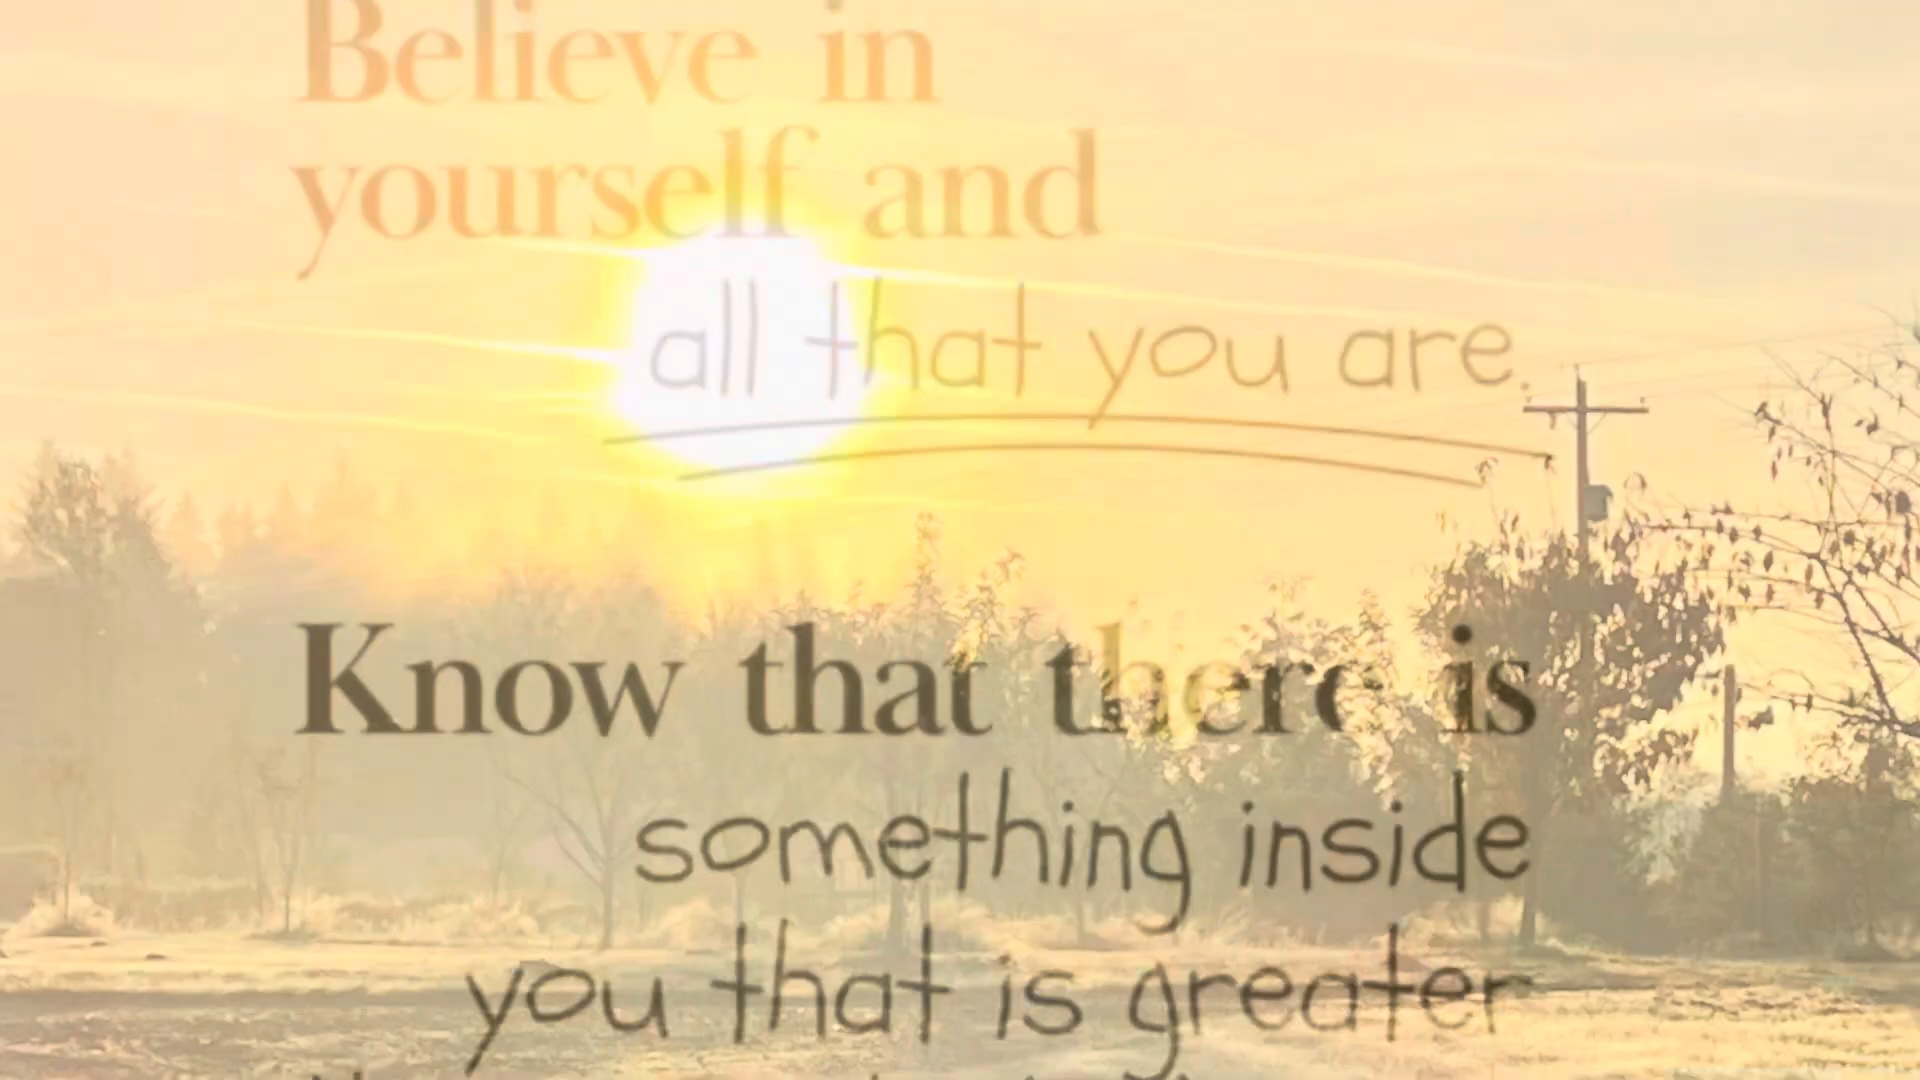 Believe in
yourself and
all that you are.
Know that there is
something inside
you that is greater